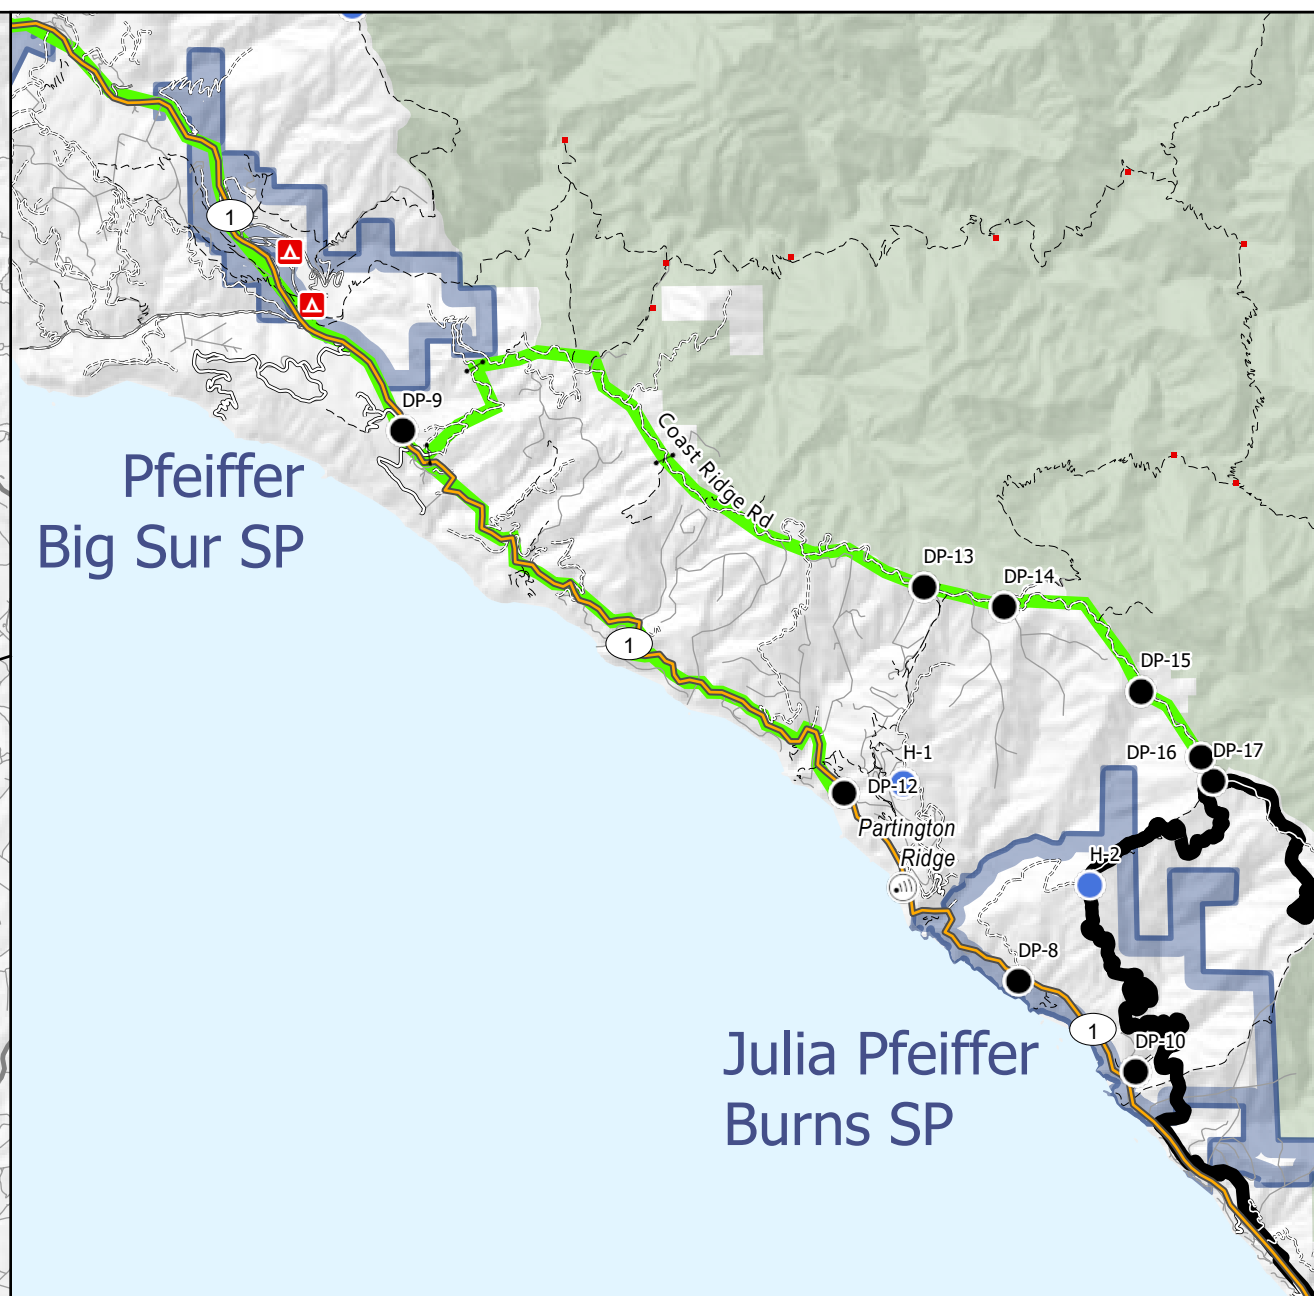 1
DP-9
Pfeiffer
Big Sur SP
Coast Ridge Rd
DP-13
DP-14
1
DP-15
DP-16
DP-17
H-1
DP-12
Partington
Ridge
H-2
DP-8
1
DP-10
Julia Pfeiffer
Burns SP